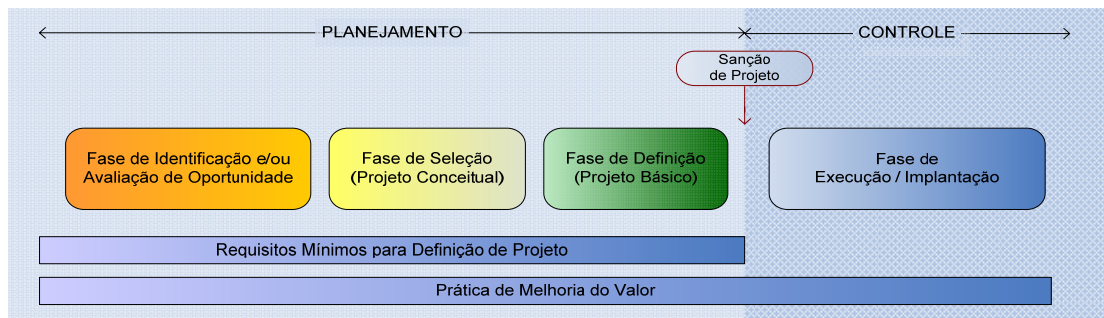 PLANEJAMENTO
CONTROLE
Sanção
de Projeto
Fase de Identificação e/ou
Avaliação de Oportunidade
Fase de Seleção
(Projeto Conceitual)
Fase de Definição
(Projeto Básico)
Fase de
Execução / Implantação
Requisitos Mínimos para Definição de Projeto
Prática de Melhoria do Valor